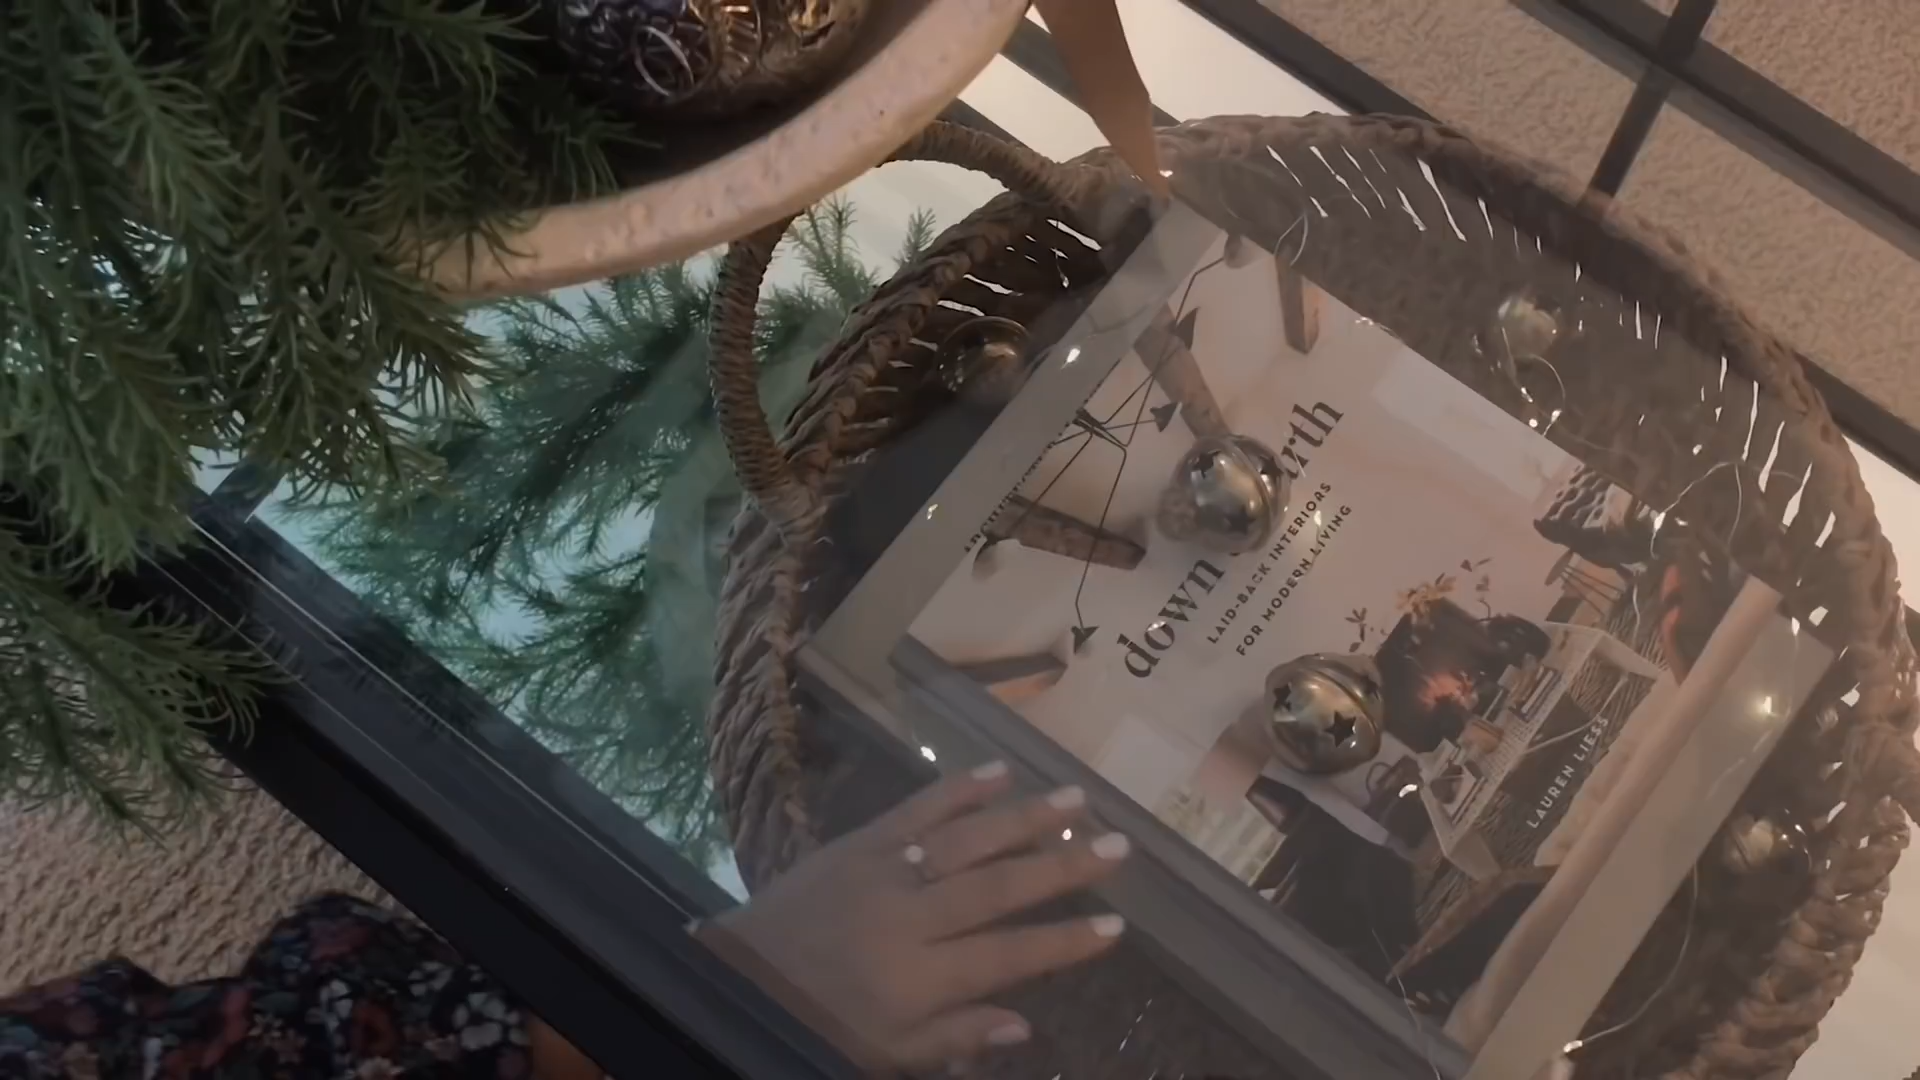 down
LAID-BACK INTERIORS
FOR MODERN LIVING
LAUREN LIESS